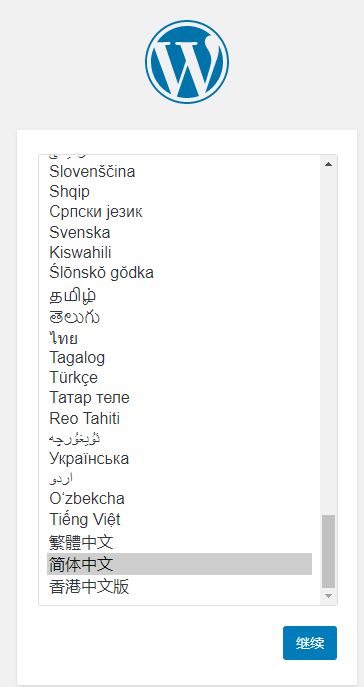 Slovenščina
Shqip
Српски језик
Svenska
Kiswahili
Ślōnskŏ gŏdka
தமிழ்
తెలుగు
ไทย
Tagalog
Türkçe
Татар теле
Reo Tahiti
ئۇيغۇرچە
Українська
اردو
O‘zbekcha
Tiếng Việt
繁體中文
简体中文
香港中文版
继续